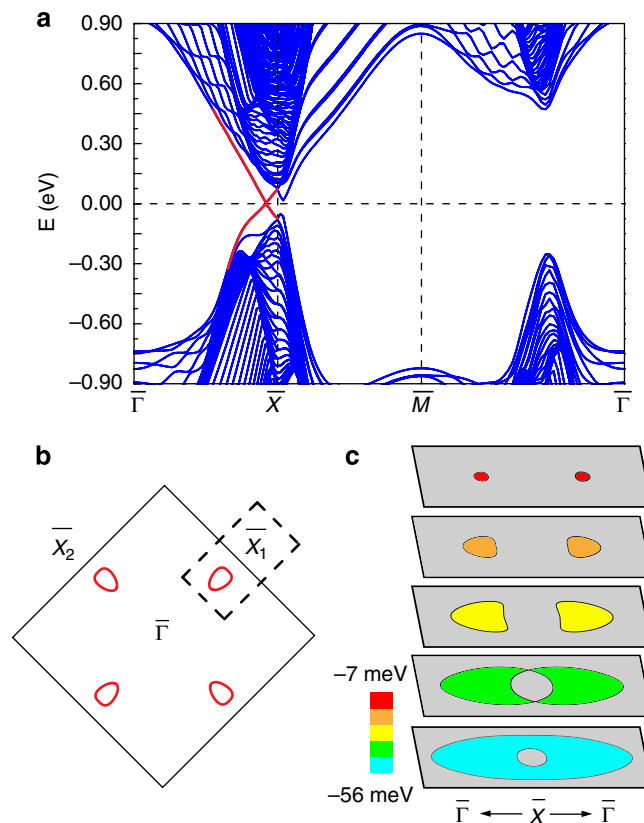 a
0.90
0.60
0.30
0.00
−0.30
−0.60
−0.90
E (eV)
Γ̅ X̅ M̅ Γ̅
b
X̅₂
X̅₁
Γ̅
c
−7 meV
−56 meV
Γ̅ ← X̅ → Γ̅